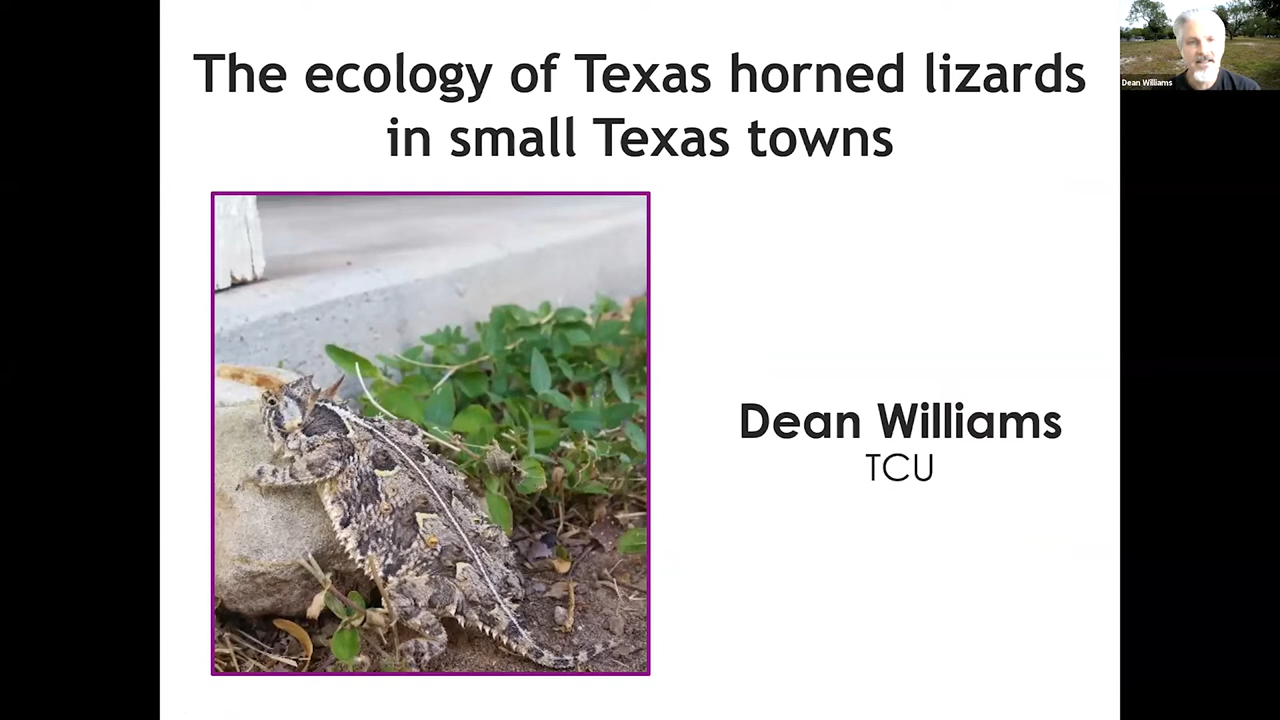 The ecology of Texas horned lizards
in small Texas towns
Dean Williams
Dean Williams
TCU